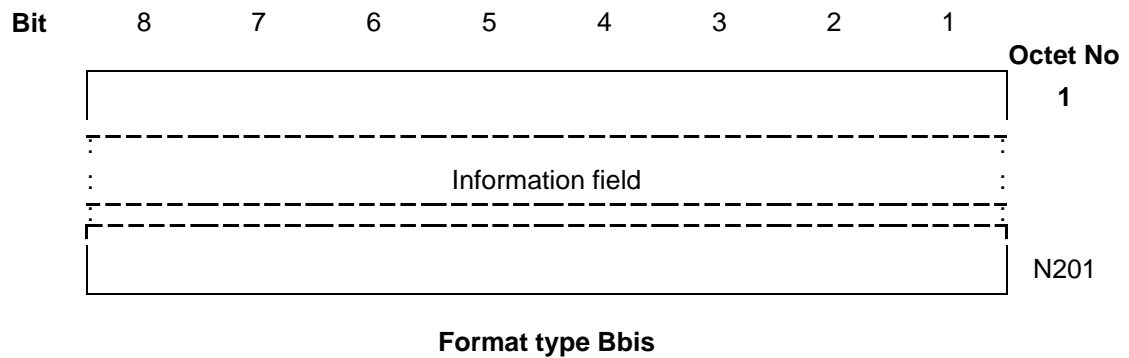 Bit 8 7 6 5 4 3 2 1
Octet No
1
Information field
N201
Format type Bbis